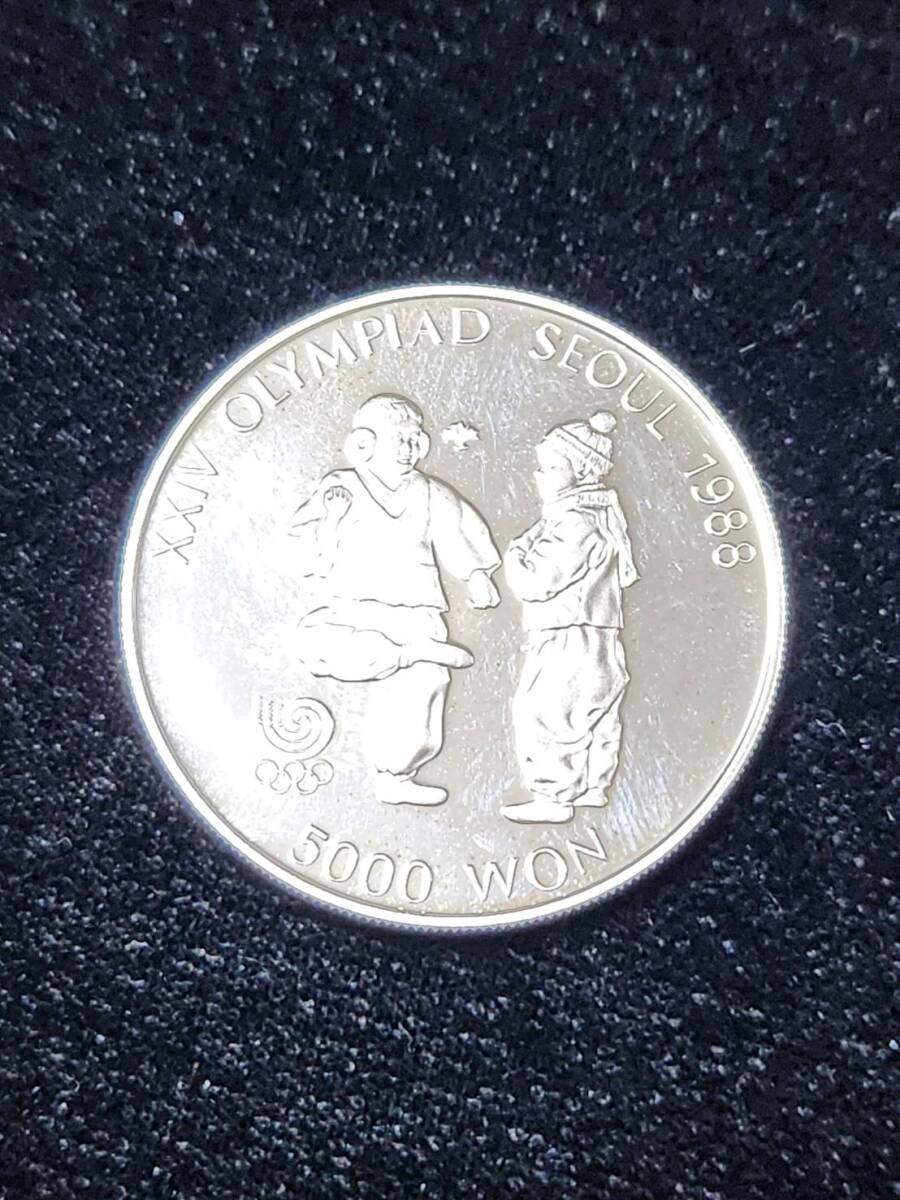 XXIV OLYMPIAD SEOUL 1988
5000 WON